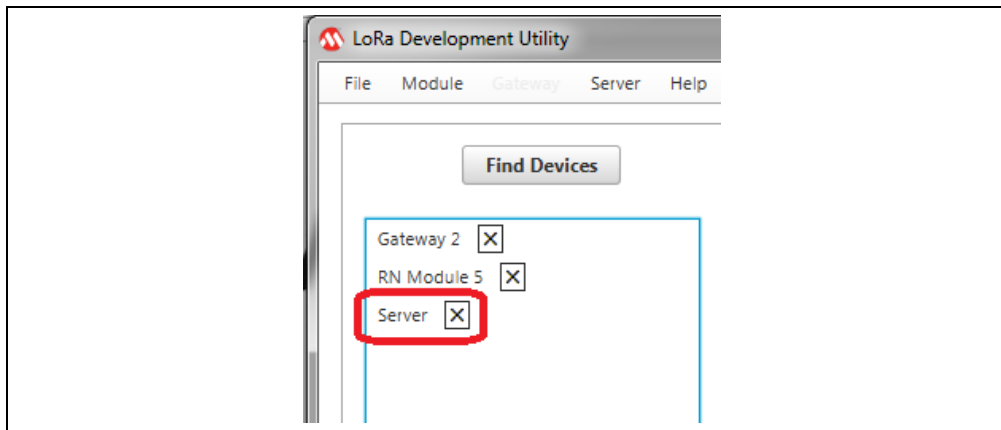 LoRa Development Utility
File Module Gateway Server Help
Find Devices
Gateway 2
RN Module 5
Server